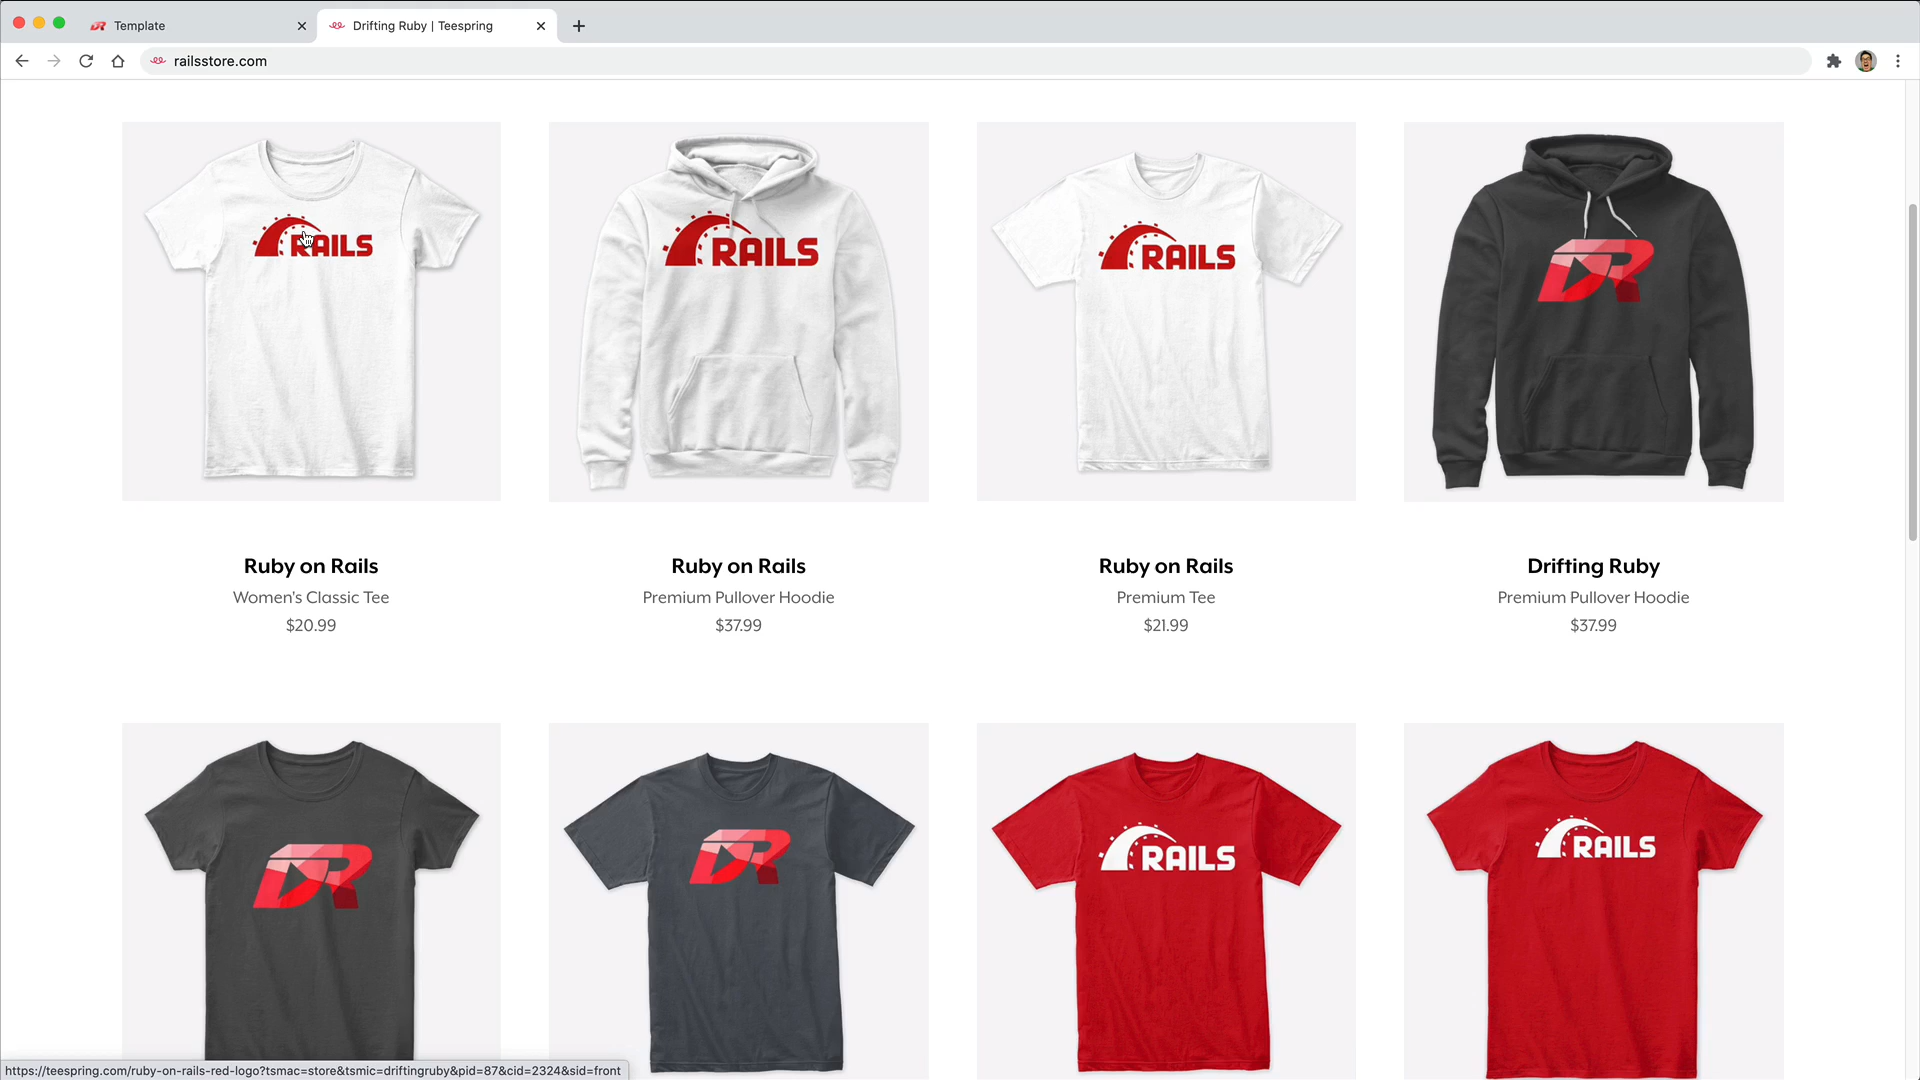 Template
Drifting Ruby | Teespring
railsstore.com
RAILS
RAILS
RAILS
DR
Ruby on Rails
Women's Classic Tee
$20.99
Ruby on Rails
Premium Pullover Hoodie
$37.99
Ruby on Rails
Premium Tee
$21.99
Drifting Ruby
Premium Pullover Hoodie
$37.99
DR
DR
RAILS
RAILS
https://teespring.com/ruby-on-rails-red-logo?tsmac=store&tsmic=driftingruby&pid=87&cid=2324&sid=front